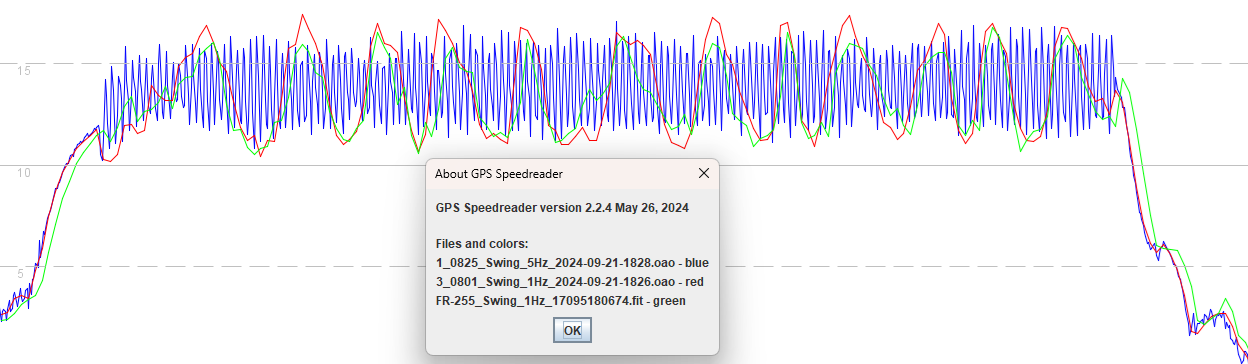 15
10
5
About GPS Speedreader
GPS Speedreader version 2.2.4 May 26, 2024
Files and colors:
1_0825_Swing_5Hz_2024-09-21-1828.oao - blue
3_0801_Swing_1Hz_2024-09-21-1826.oao - red
FR-255_Swing_1Hz_17095180674.fit - green
OK